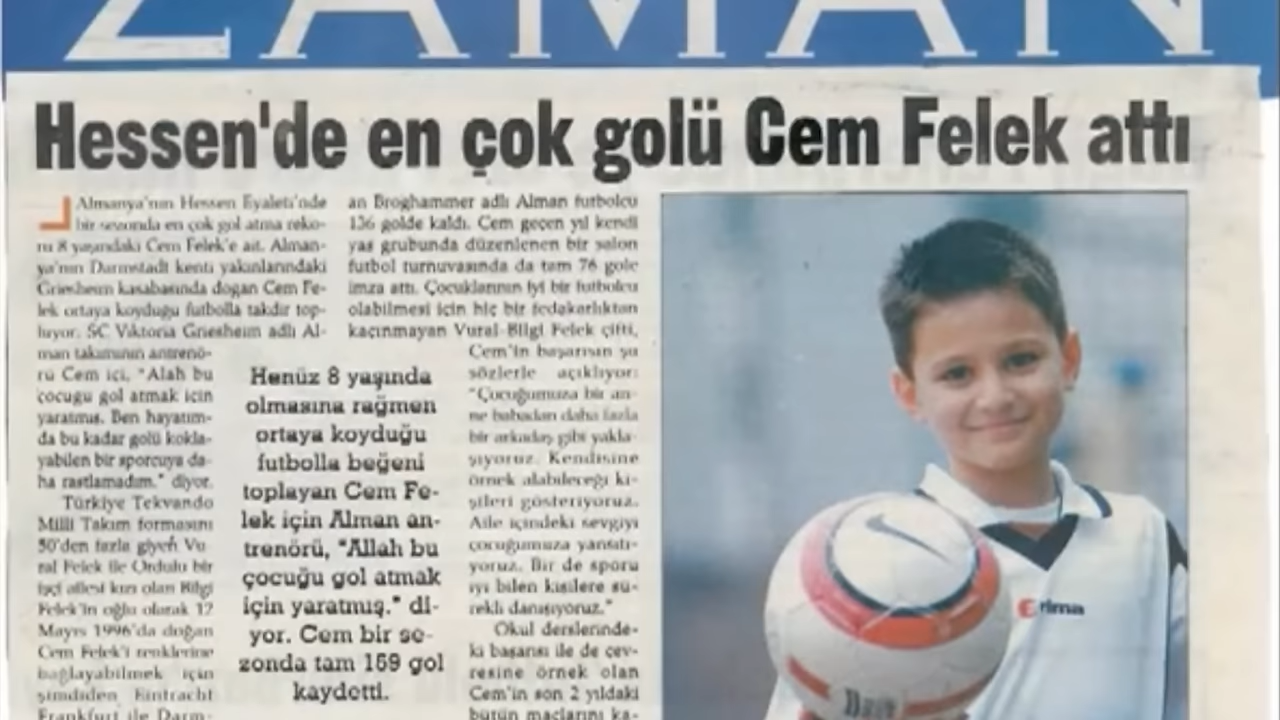 ZAMAN
Hessen'de en çok golü Cem Felek attı
Almanya'nın Hessen Eyaleti'nde
bir sezonda en çok gol atma reko-
ru 8 yaşındaki Cem Felek'e ait. Alman-
ya'nın Darmstadt kenti yakınlarındaki
Griesheim kasabasında doğan Cem Fe-
lek ortaya koyduğu futbolla takdir top-
luyor. SC Viktoria Griesheim adlı Al-
man takımının antrenö-
rü Cem içi, "Alah bu
çocugu gol atmak için
yaratmış. Ben hayatım-
da bu kadar golü kokla-
yabilen bir sporcuya da-
ha rastlamadım." diyor.
Türkiye Tekvando
Milli Takım formasını
50'den fazla giyen Vu-
ral Felek ile Ordulu bir
işçi ailesi kızı olan Bilgi
Felek'in oğlu olarak 12
Mayıs 1996'da doğan
Cem Felek'i renklerine
bağlayabilmek için
şimdiden Eintracht
Frankfurt ile Darm-
Henüz 8 yaşında
olmasına rağmen
ortaya koyduğu
futbolla beğeni
toplayan Cem Fe-
lek için Alman an-
trenörü, "Allah bu
çocuğu gol atmak
için yaratmış." di-
yor. Cem bir se-
zonda tam 159 gol
kaydetti.
an Broghammer adlı Alman futbolcu
136 golde kaldı. Cem geçen yıl kendi
yaş grubunda düzenlenen bir salon
futbol turnuvasında da tam 76 gole
imza attı. Çocuklarının iyi bir futbolcu
olabilmesi için hiç bir fedakarlıktan
kaçınmayan Vural-Bilgi Felek çifti,
Cem'in başarısın şu
sözlerle açıklıyor:
"Çocuğumuza bir an-
ne babadan daha fazla
bir arkadaş gibi yakla-
şıyoruz. Kendisine
örnek alabileceği ki-
şileri gösteriyoruz.
Aile içindeki sevgiyi
çocuğumuza yansıtı-
yoruz. Bir de sporu
iyi bilen kişilere sü-
rekli danışıyoruz."
Okul derslerinde-
ki başarısı ile de çev-
resine örnek olan
Cem'in son 2 yıldaki
bütün maçlarını ka-
erima